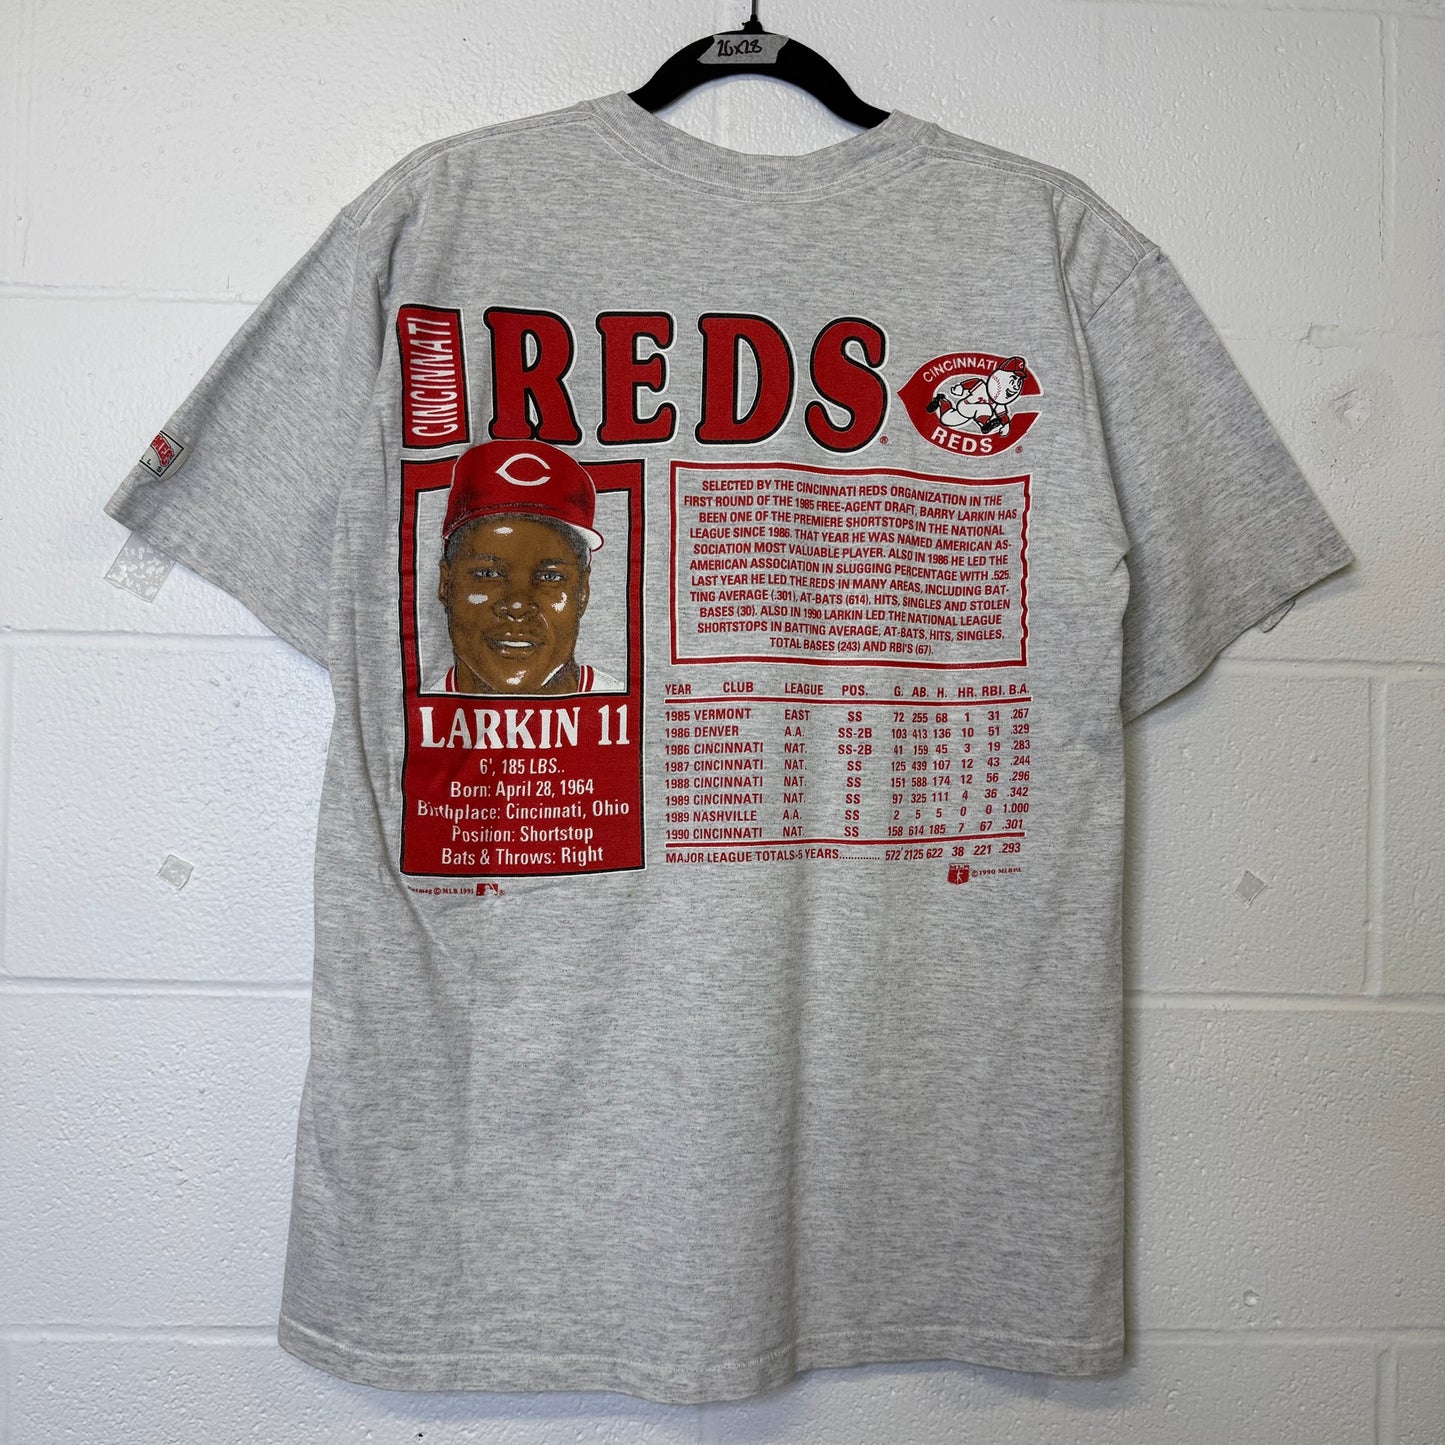 26x28
CINCINNATI
REDS®
CINCINNATI
REDS
®
C
SELECTED BY THE CINCINNATI REDS ORGANIZATION IN THE
FIRST ROUND OF THE 1985 FREE-AGENT DRAFT, BARRY LARKIN HAS
BEEN ONE OF THE PREMIERE SHORTSTOPS IN THE NATIONAL
LEAGUE SINCE 1986. THAT YEAR HE WAS NAMED AMERICAN AS-
SOCIATION MOST VALUABLE PLAYER. ALSO IN 1986 HE LED THE
AMERICAN ASSOCIATION IN SLUGGING PERCENTAGE WITH .525.
LAST YEAR HE LED THE REDS IN MANY AREAS, INCLUDING BAT-
TING AVERAGE (.301), AT-BATS (614), HITS, SINGLES AND STOLEN
BASES (30). ALSO IN 1990 LARKIN LED THE NATIONAL LEAGUE
SHORTSTOPS IN BATTING AVERAGE, AT-BATS, HITS, SINGLES,
TOTAL BASES (243) AND RBI'S (67).
LARKIN 11
6', 185 LBS..
Born: April 28, 1964
Birthplace: Cincinnati, Ohio
Position: Shortstop
Bats & Throws: Right
YEAR CLUB LEAGUE POS. G. AB. H. HR. RBI. B.A.
1985 VERMONT EAST SS 72 255 68 1 31 .267
1986 DENVER A.A. SS-2B 103 413 136 10 51 .329
1986 CINCINNATI NAT. SS-2B 41 159 45 3 19 .283
1987 CINCINNATI NAT. SS 125 439 107 12 43 .244
1988 CINCINNATI NAT. SS 151 588 174 12 56 .296
1989 CINCINNATI NAT. SS 97 325 111 4 36 .342
1989 NASHVILLE A.A. SS 2 5 5 0 0 1.000
1990 CINCINNATI NAT. SS 158 614 185 7 67 .301
MAJOR LEAGUE TOTALS-5 YEARS.............. 572 2125 622 38 221 .293
© MLB 1991
®
© 1990 MLBPA